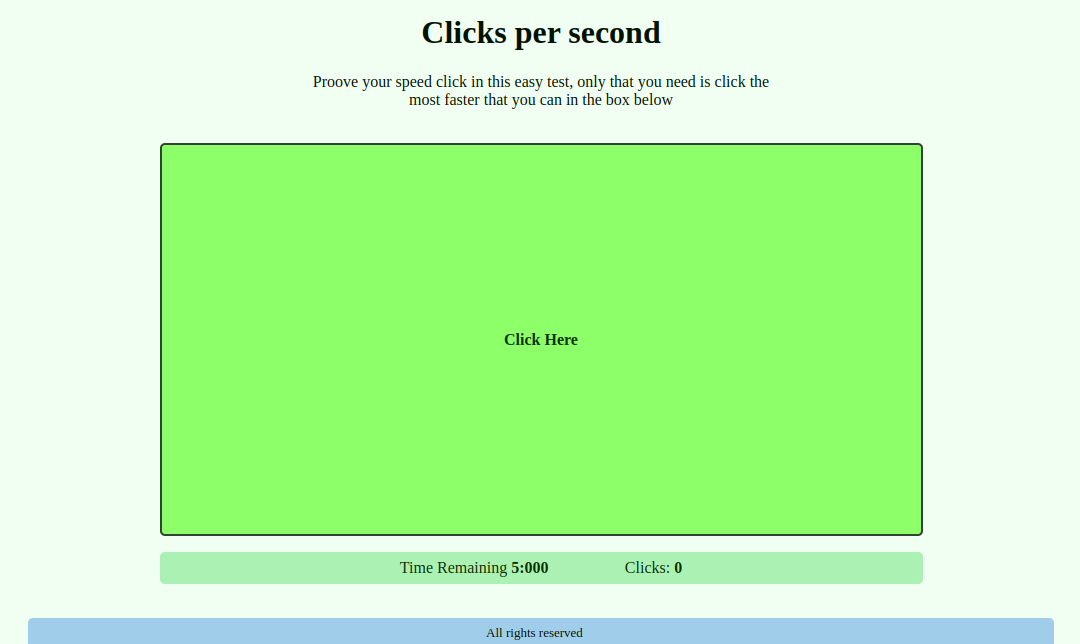 Clicks per second
Proove your speed click in this easy test, only that you need is click the
most faster that you can in the box below
Click Here
Time Remaining 5:000 Clicks: 0
All rights reserved